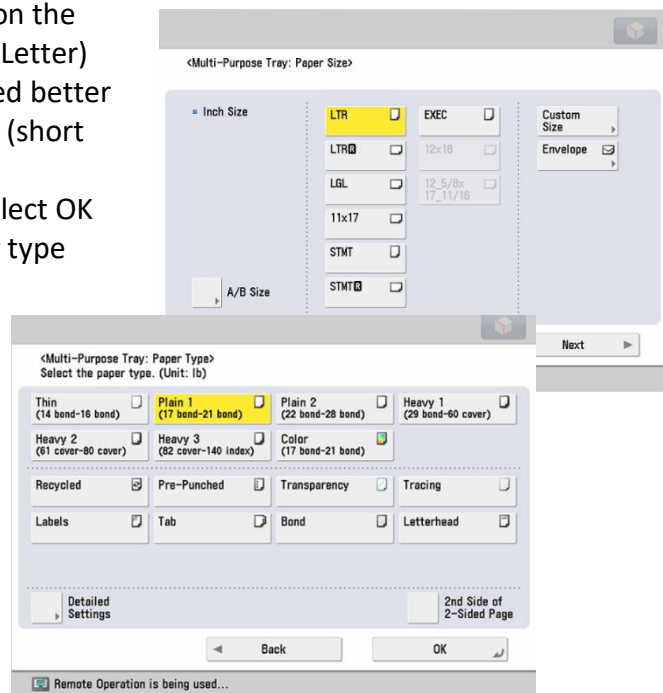 on the
Letter)
ed better
(short
lect OK
type
<Multi-Purpose Tray: Paper Size>
Inch Size
LTR
EXEC
Custom
Size
LTRR
12x18
Envelope
LGL
12_5/8x
17_11/16
11x17
STMT
A/B Size
STMTR
Next
<Multi-Purpose Tray: Paper Type>
Select the paper type. (Unit: lb)
Thin
(14 bond-16 bond)
Plain 1
(17 bond-21 bond)
Plain 2
(22 bond-28 bond)
Heavy 1
(29 bond-60 cover)
Heavy 2
(61 cover-80 cover)
Heavy 3
(82 cover-140 index)
Color
(17 bond-21 bond)
Recycled
Pre-Punched
Transparency
Tracing
Labels
Tab
Bond
Letterhead
Detailed
Settings
2nd Side of
2-Sided Page
Back
OK
Remote Operation is being used...